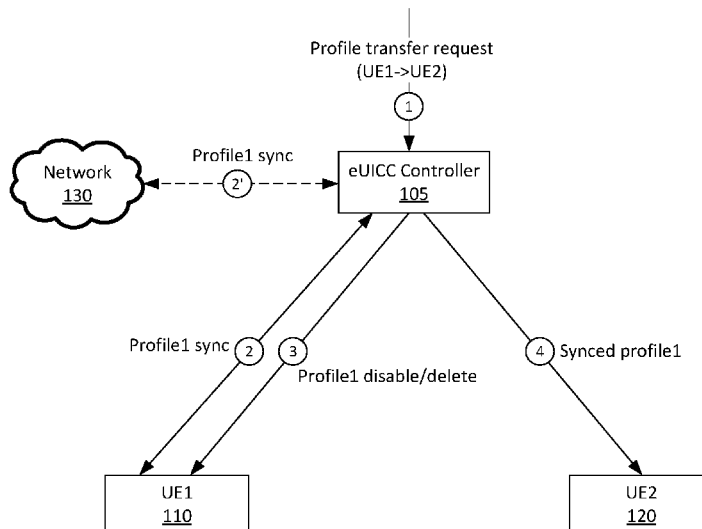 Profile transfer request
(UE1->UE2)
1
Profile1 sync
Network
130
2'
eUICC Controller
105
Profile1 sync
2
3
4
Synced profile1
Profile1 disable/delete
UE1
110
UE2
120